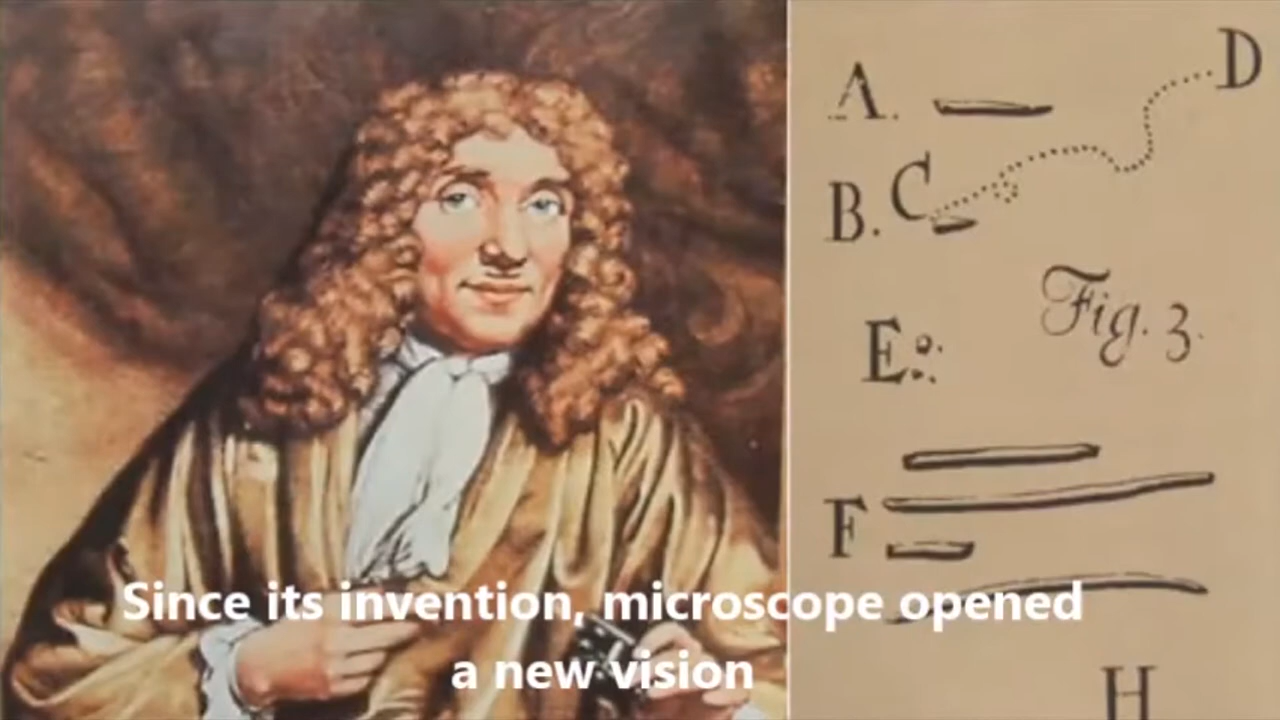 A.
D
B. C
E
Fig. 3.
F
H
Since its invention, microscope opened
a new vision